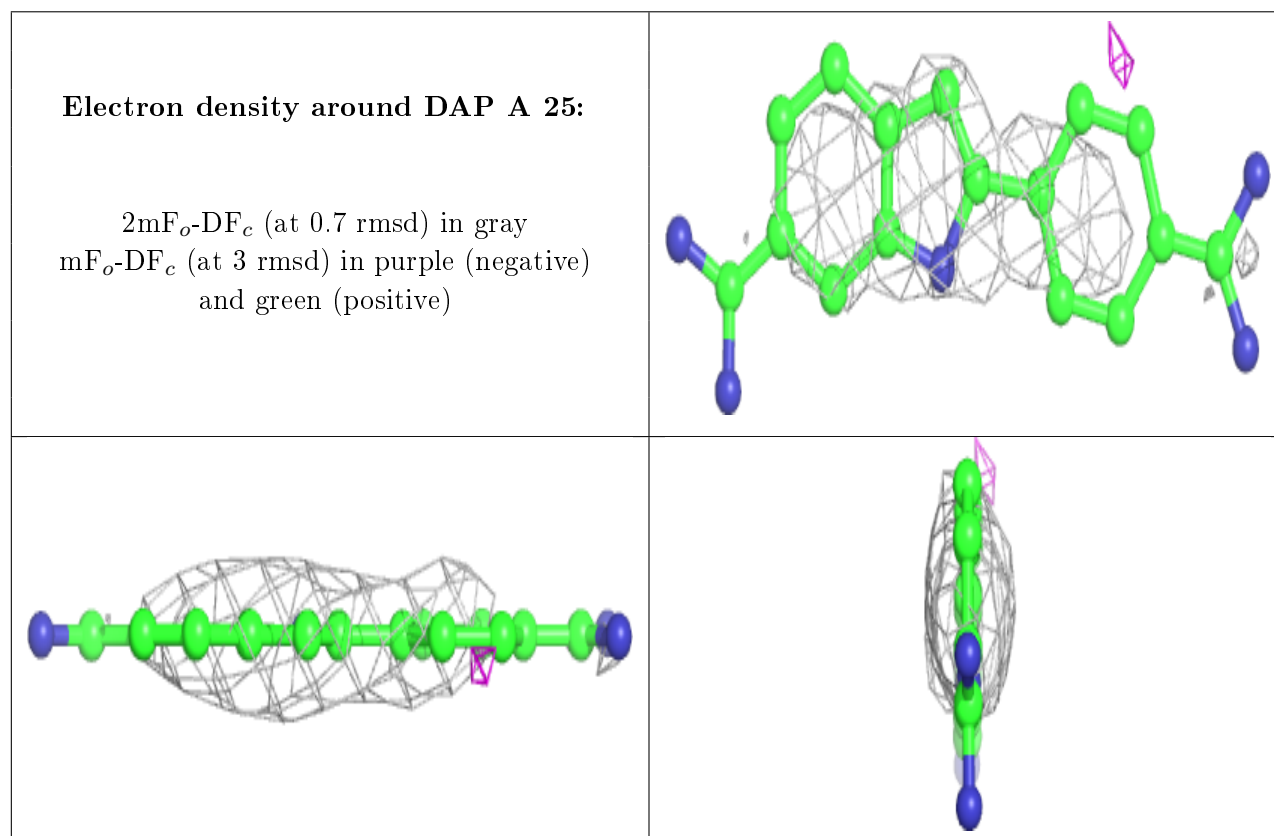 Electron density around DAP A 25:
2mFₒ-DF𝒸 (at 0.7 rmsd) in gray
mFₒ-DF𝒸 (at 3 rmsd) in purple (negative)
and green (positive)